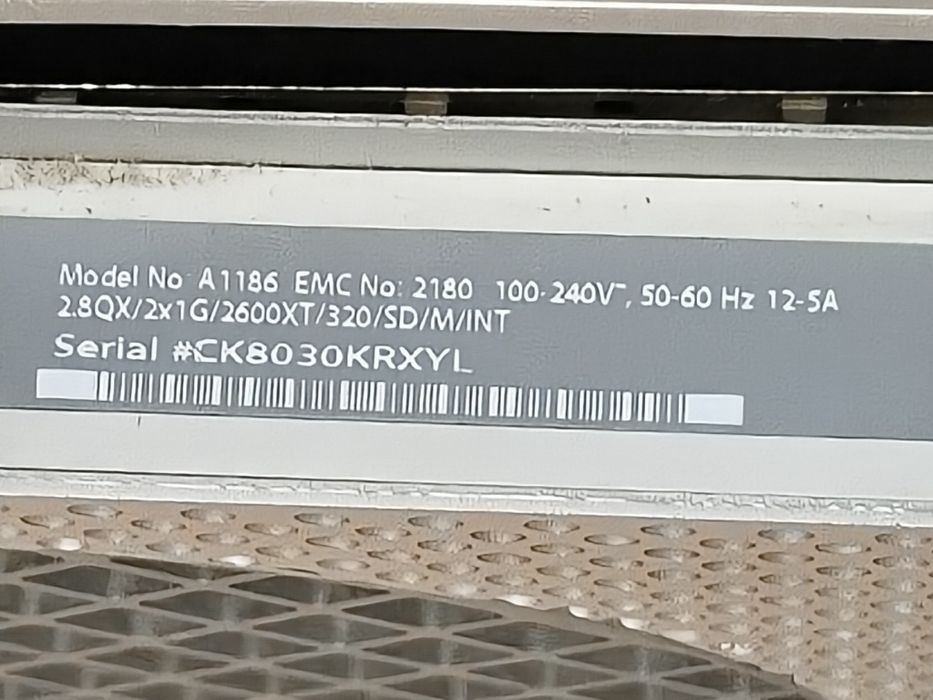 Model No A1186 EMC No: 2180 100-240V~, 50-60 Hz 12-5A
2.8QX/2x1G/2600XT/320/SD/M/INT
Serial #CK8030KRXYL